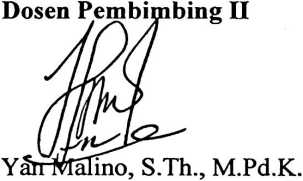 Dosen Pembimbing II
Yan Malino, S.Th., M.Pd.K.